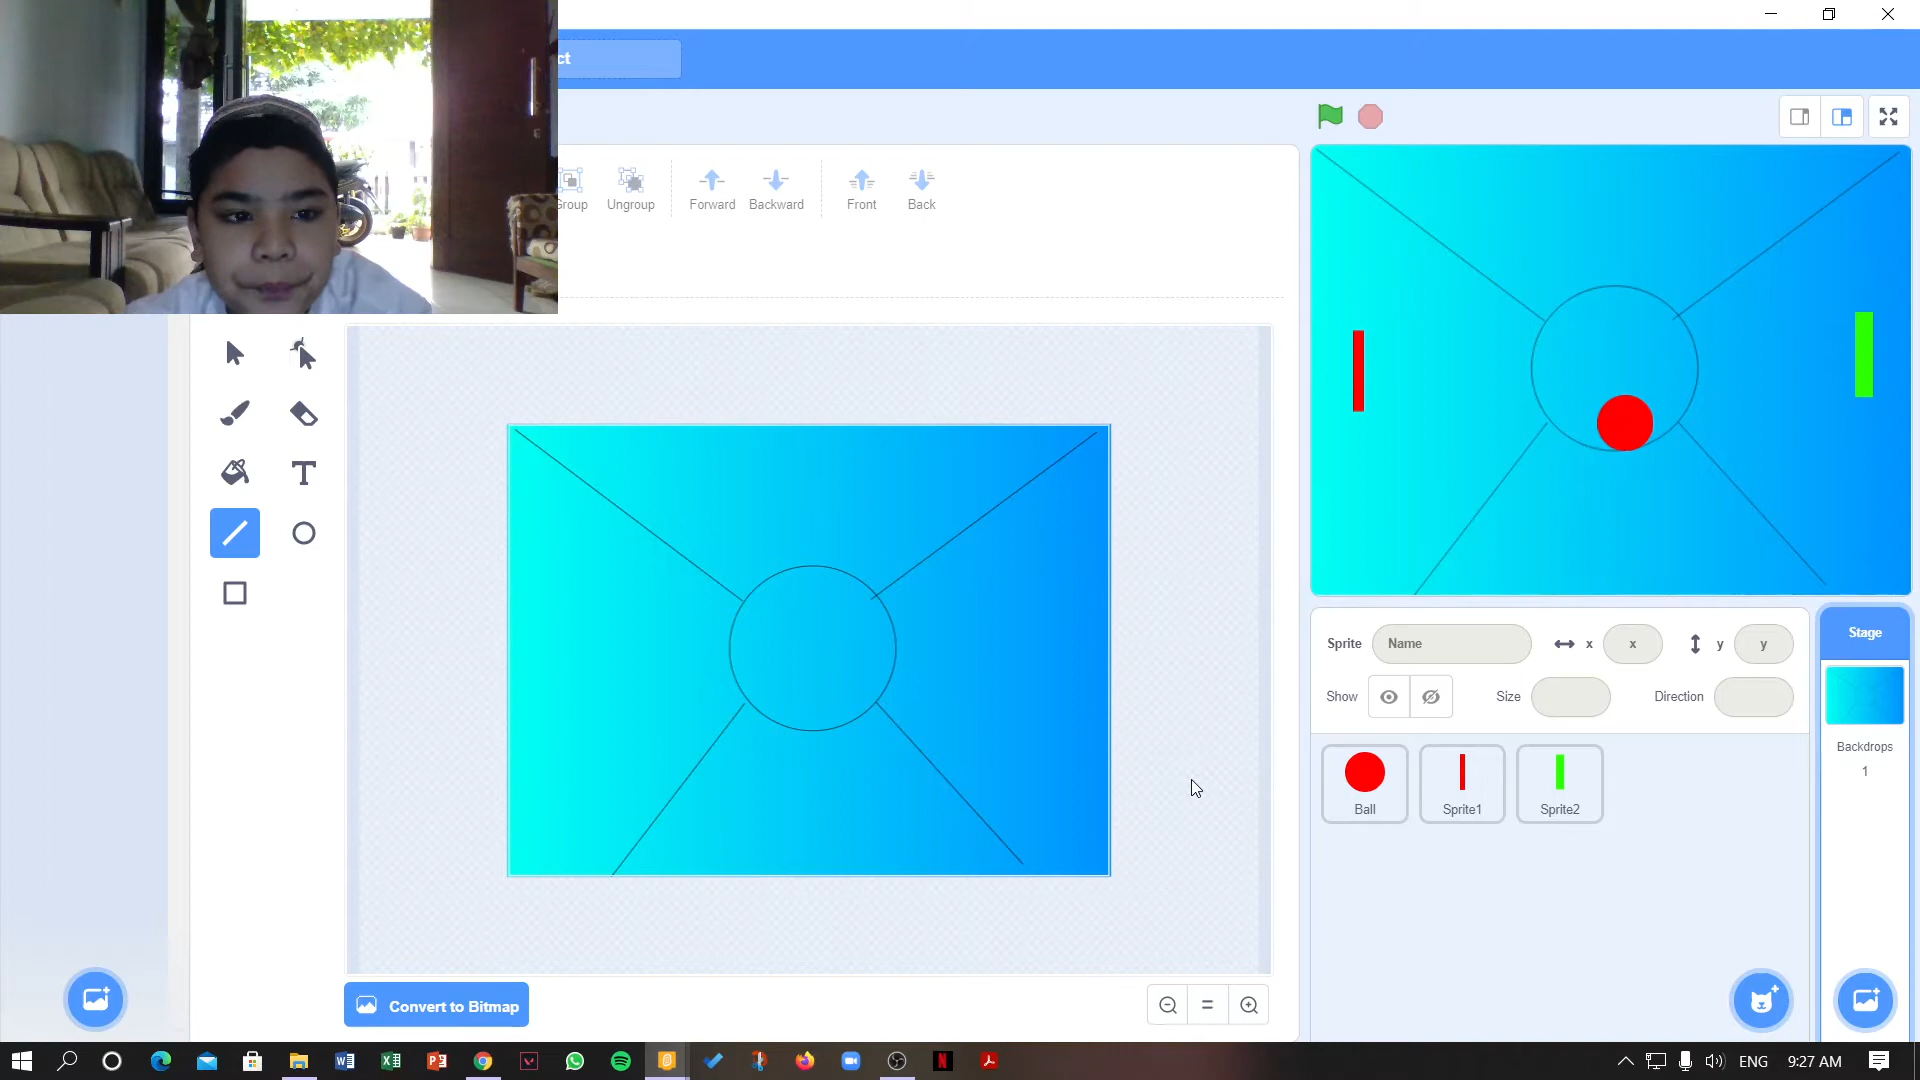 ct
Group
Ungroup
Forward
Backward
Front
Back
T
Sprite
Name
x
x
y
y
Show
Size
Direction
Stage
Backdrops
1
Ball
Sprite1
Sprite2
Convert to Bitmap
ENG
9:27 AM